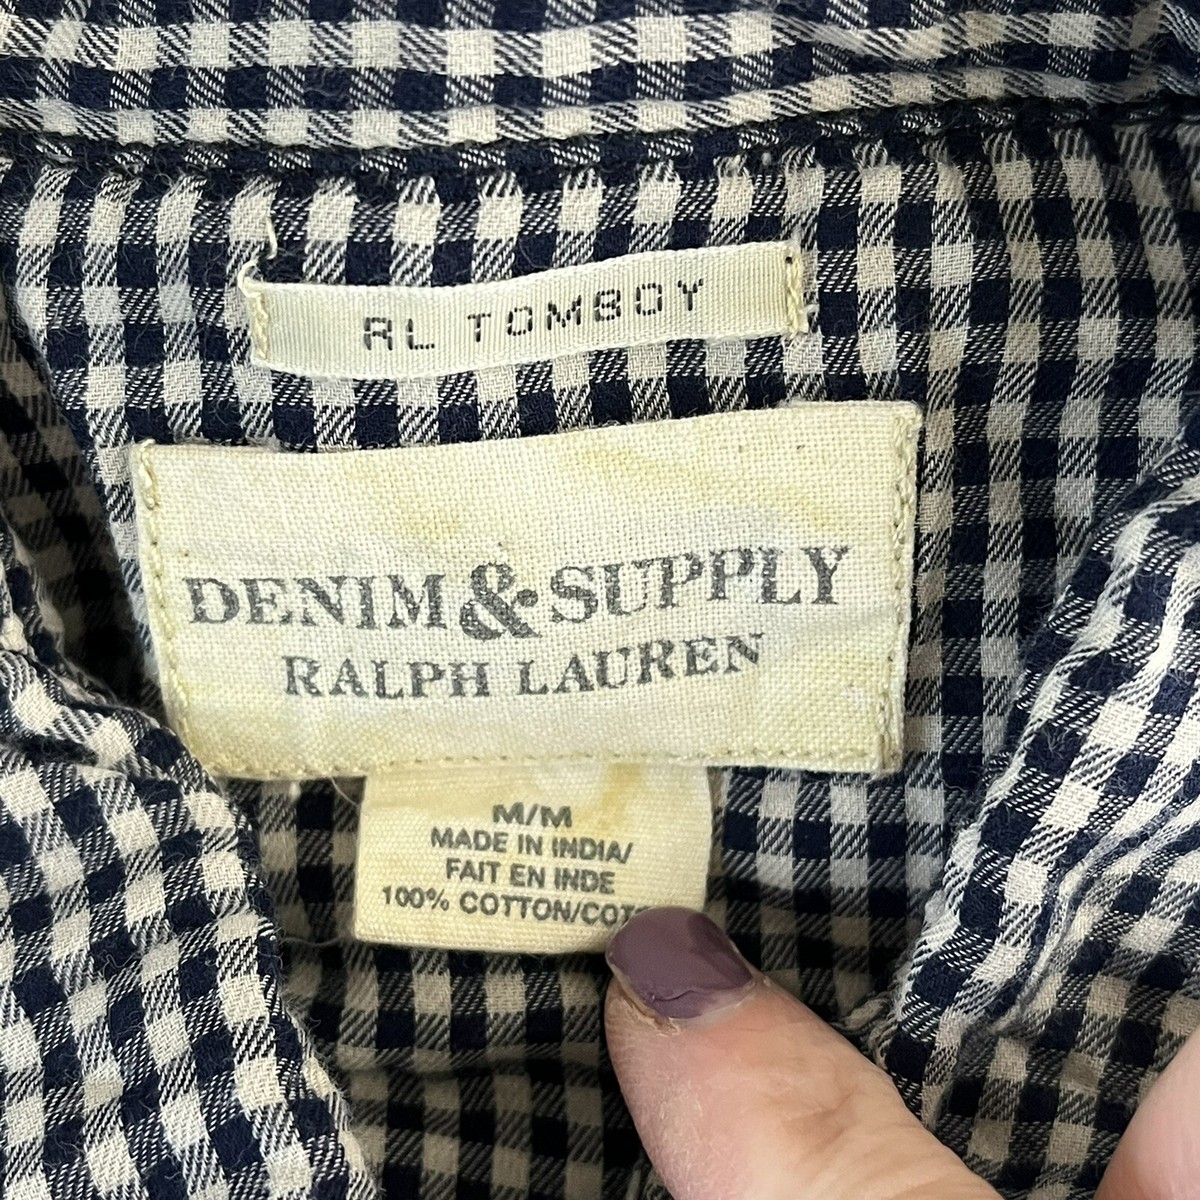 RL TOMBOY
DENIM & SUPPLY
RALPH LAUREN
M/M
MADE IN INDIA/
FAIT EN INDE
100% COTTON/